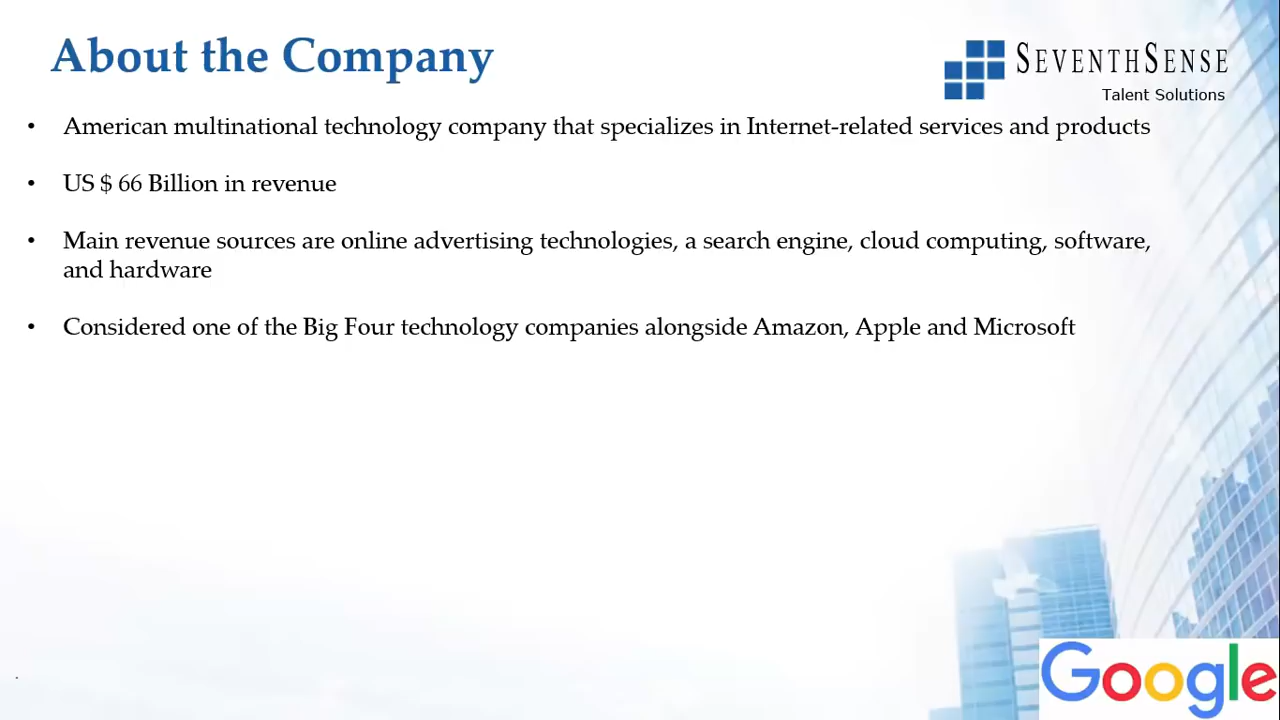 About the Company
SEVENTHSENSE
Talent Solutions
• American multinational technology company that specializes in Internet-related services and products
• US $ 66 Billion in revenue
• Main revenue sources are online advertising technologies, a search engine, cloud computing, software,
and hardware
• Considered one of the Big Four technology companies alongside Amazon, Apple and Microsoft
.
Google